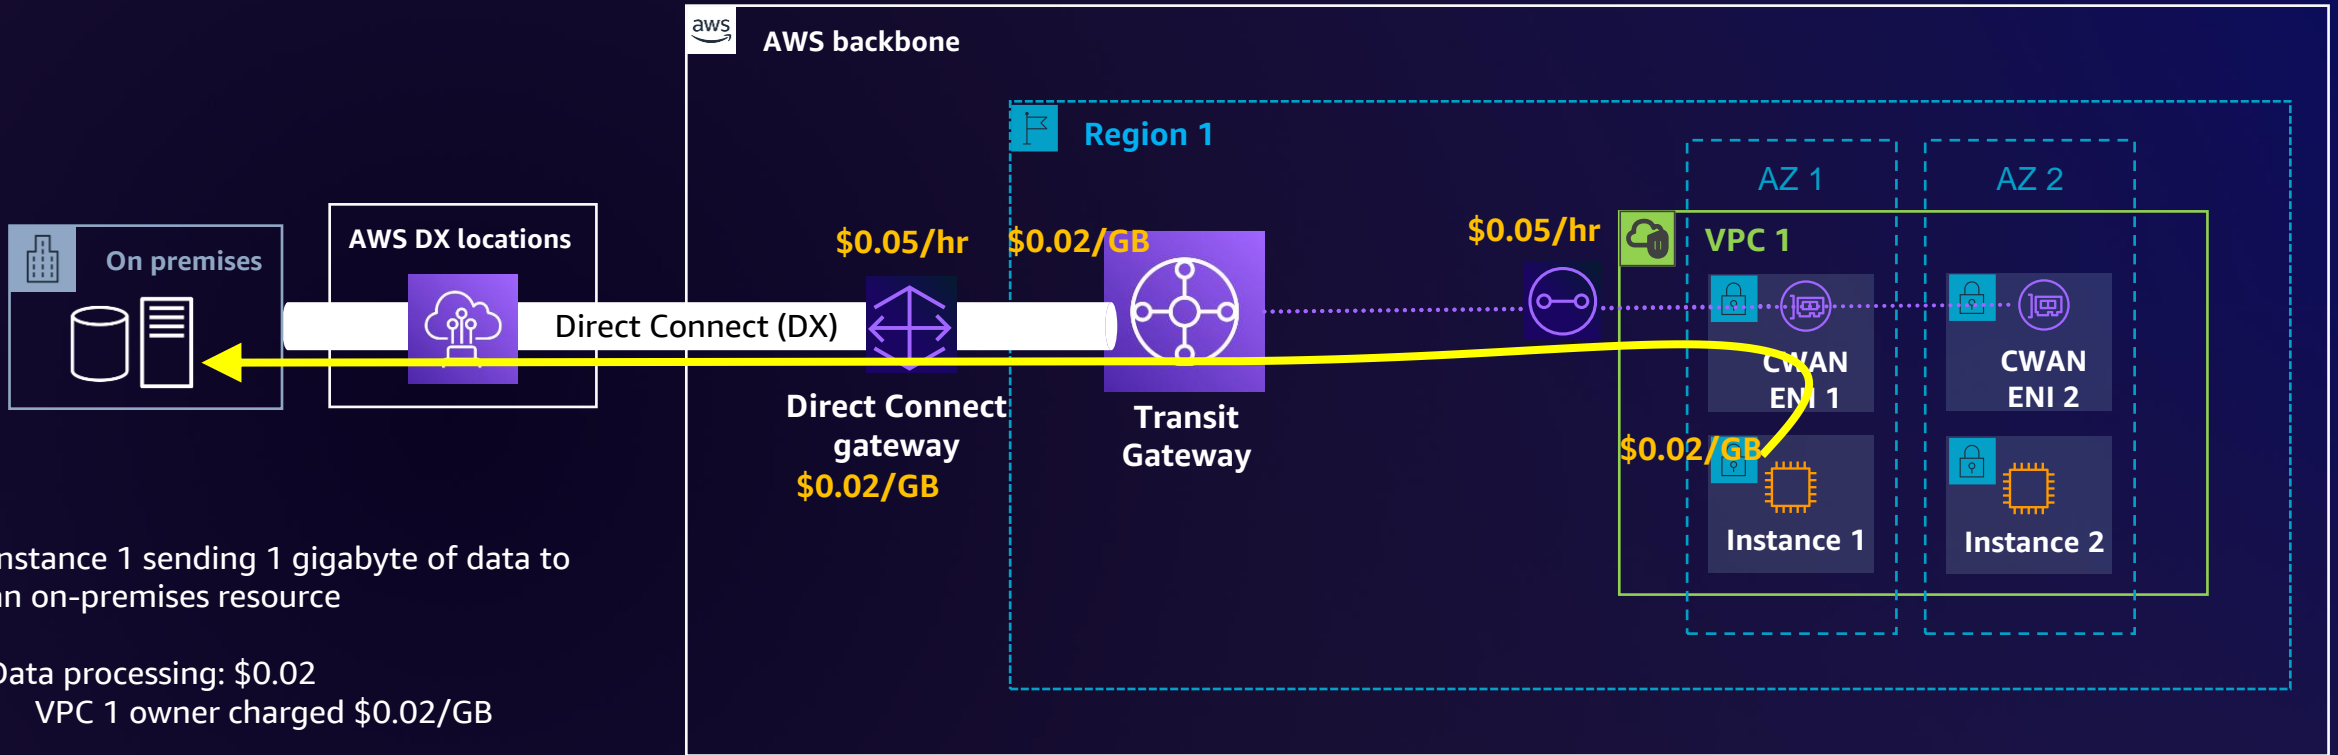 aws
AWS backbone
Region 1
AZ 1
AZ 2
On premises
AWS DX locations
$0.05/hr
$0.02/GB
$0.05/hr
VPC 1
Direct Connect (DX)
CWAN
ENI 1
CWAN
ENI 2
Direct Connect
gateway
$0.02/GB
Transit
Gateway
$0.02/GB
Instance 1
Instance 2
nstance 1 sending 1 gigabyte of data to
an on-premises resource
Data processing: $0.02
VPC 1 owner charged $0.02/GB